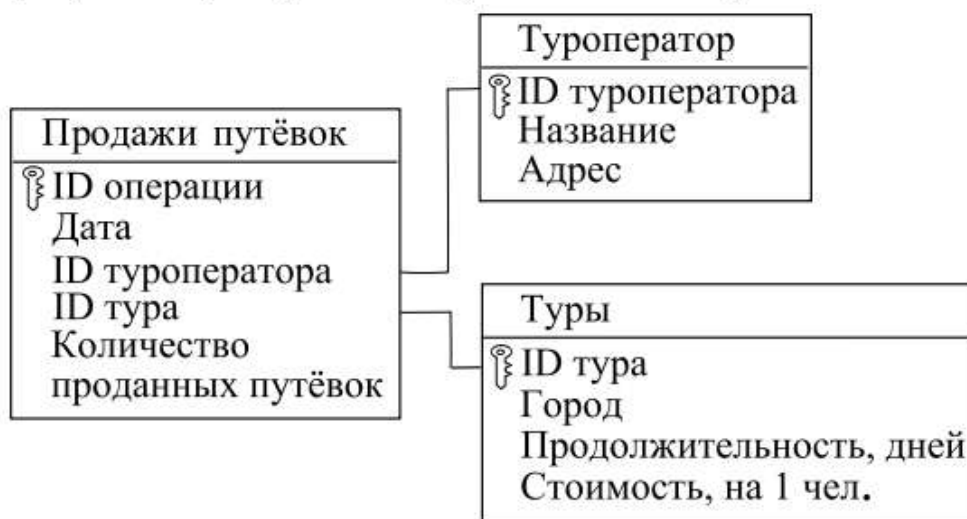 Туроператор
ID туроператора
Название
Адрес
Продажи путёвок
ID операции
Дата
ID туроператора
ID тура
Количество
проданных путёвок
Туры
ID тура
Город
Продолжительность, дней
Стоимость, на 1 чел.